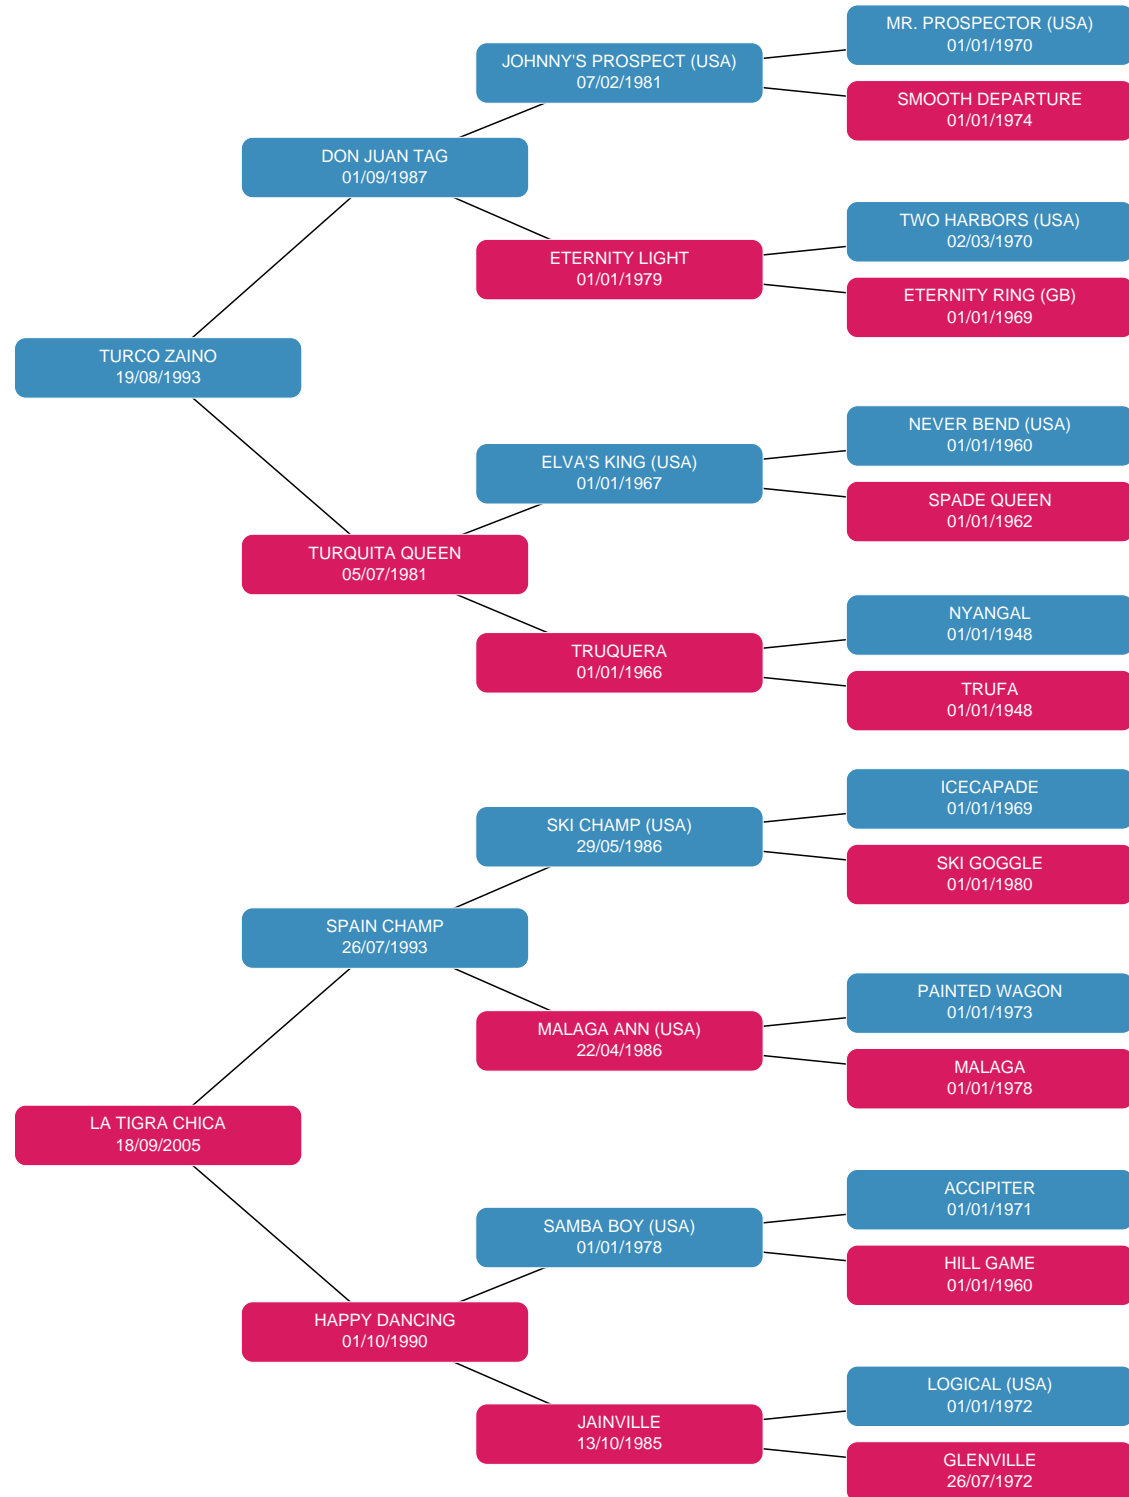 MR. PROSPECTOR (USA)
01/01/1970
JOHNNY'S PROSPECT (USA)
07/02/1981
SMOOTH DEPARTURE
01/01/1974
DON JUAN TAG
01/09/1987
TWO HARBORS (USA)
02/03/1970
ETERNITY LIGHT
01/01/1979
ETERNITY RING (GB)
01/01/1969
TURCO ZAINO
19/08/1993
NEVER BEND (USA)
01/01/1960
ELVA'S KING (USA)
01/01/1967
SPADE QUEEN
01/01/1962
TURQUITA QUEEN
05/07/1981
NYANGAL
01/01/1948
TRUQUERA
01/01/1966
TRUFA
01/01/1948
ICECAPADE
01/01/1969
SKI CHAMP (USA)
29/05/1986
SKI GOGGLE
01/01/1980
SPAIN CHAMP
26/07/1993
PAINTED WAGON
01/01/1973
MALAGA ANN (USA)
22/04/1986
MALAGA
01/01/1978
LA TIGRA CHICA
18/09/2005
ACCIPITER
01/01/1971
SAMBA BOY (USA)
01/01/1978
HILL GAME
01/01/1960
HAPPY DANCING
01/10/1990
LOGICAL (USA)
01/01/1972
JAINVILLE
13/10/1985
GLENVILLE
26/07/1972